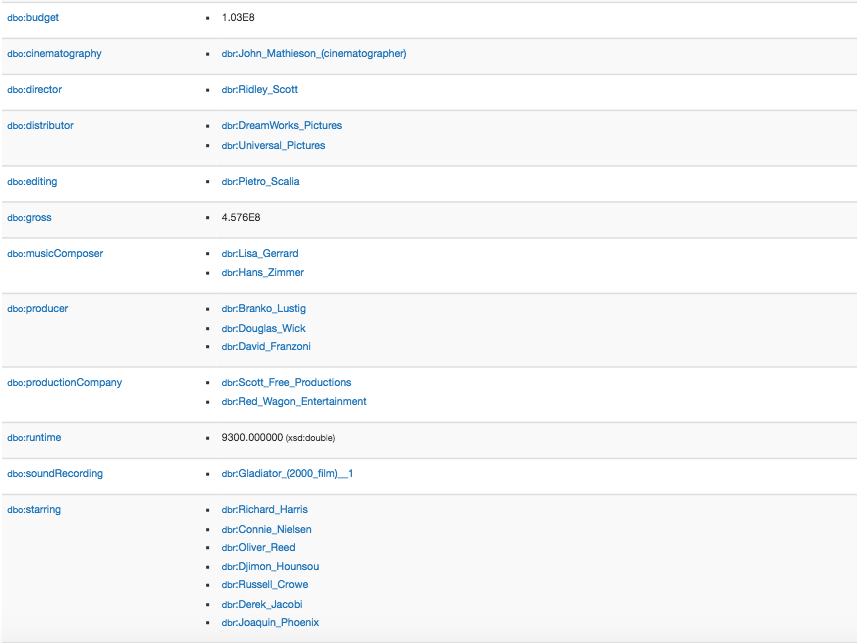 dbo:budget
1.03E8
dbo:cinematography
dbr:John_Mathieson_(cinematographer)
dbo:director
dbr:Ridley_Scott
dbo:distributor
dbr:DreamWorks_Pictures
dbr:Universal_Pictures
dbo:editing
dbr:Pietro_Scalia
dbo:gross
4.576E8
dbo:musicComposer
dbr:Lisa_Gerrard
dbr:Hans_Zimmer
dbo:producer
dbr:Branko_Lustig
dbr:Douglas_Wick
dbr:David_Franzoni
dbo:productionCompany
dbr:Scott_Free_Productions
dbr:Red_Wagon_Entertainment
dbo:runtime
9300.000000 (xsd:double)
dbo:soundRecording
dbr:Gladiator_(2000_film)__1
dbo:starring
dbr:Richard_Harris
dbr:Connie_Nielsen
dbr:Oliver_Reed
dbr:Djimon_Hounsou
dbr:Russell_Crowe
dbr:Derek_Jacobi
dbr:Joaquin_Phoenix